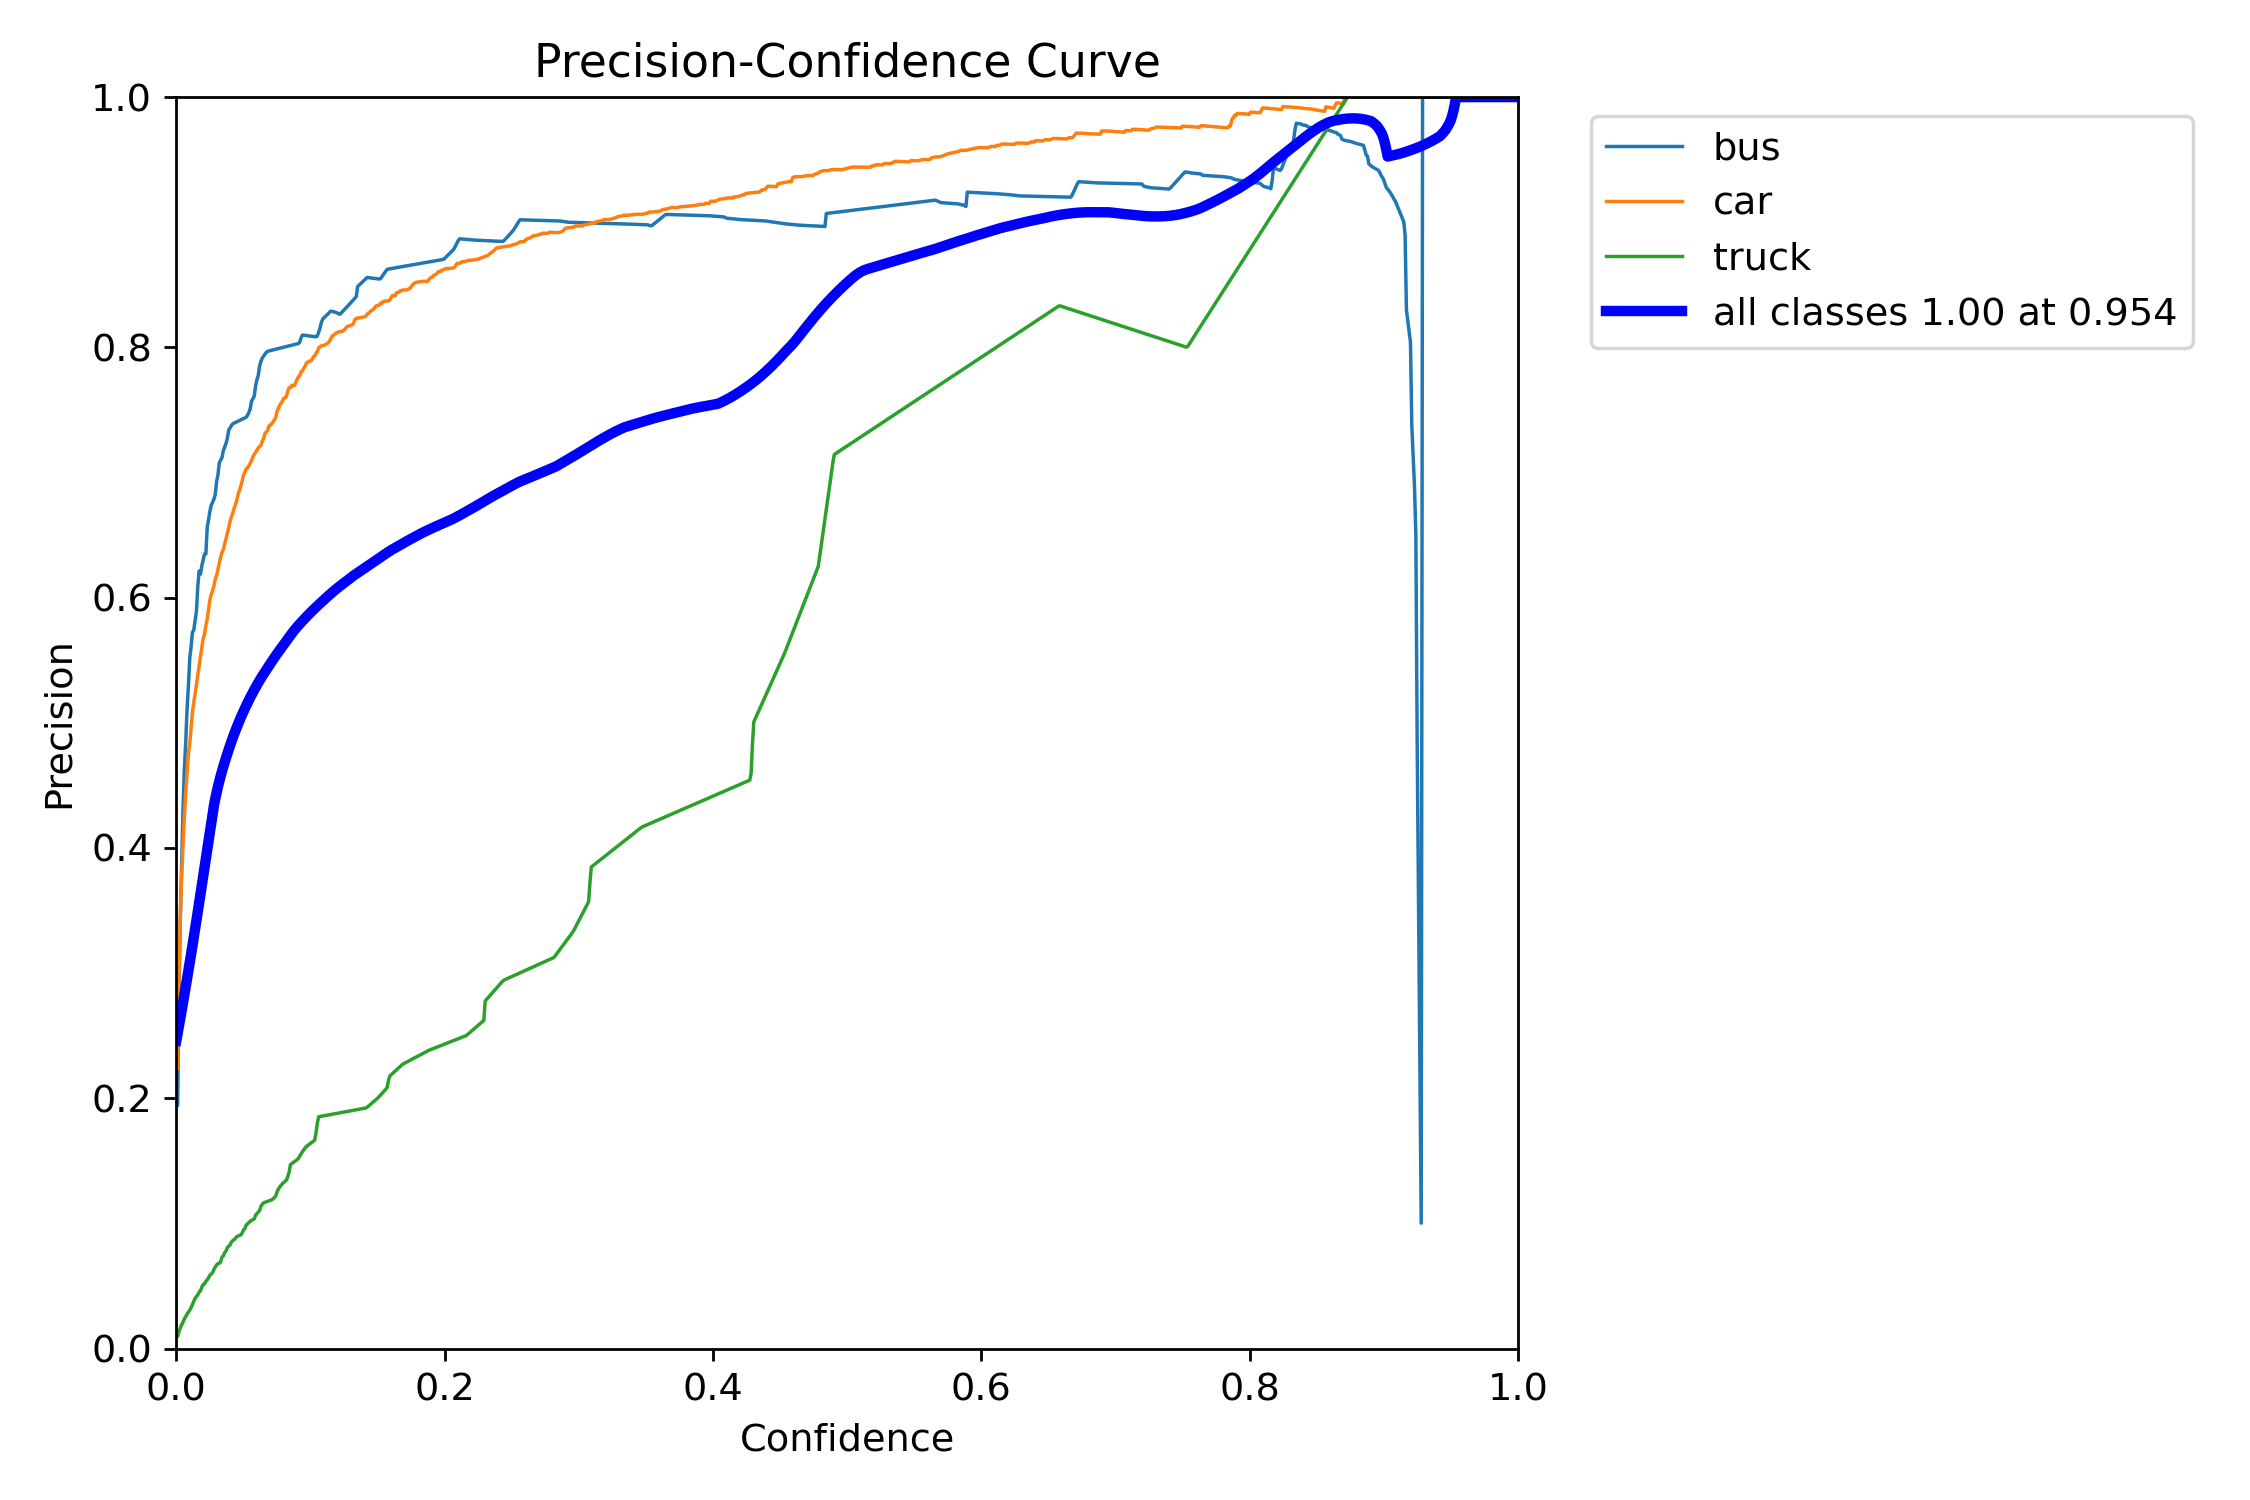 Precision-Confidence Curve
1.0
0.8
0.6
0.4
0.2
0.0
Precision
0.0 0.2 0.4 0.6 0.8 1.0
Confidence
bus
car
truck
all classes 1.00 at 0.954